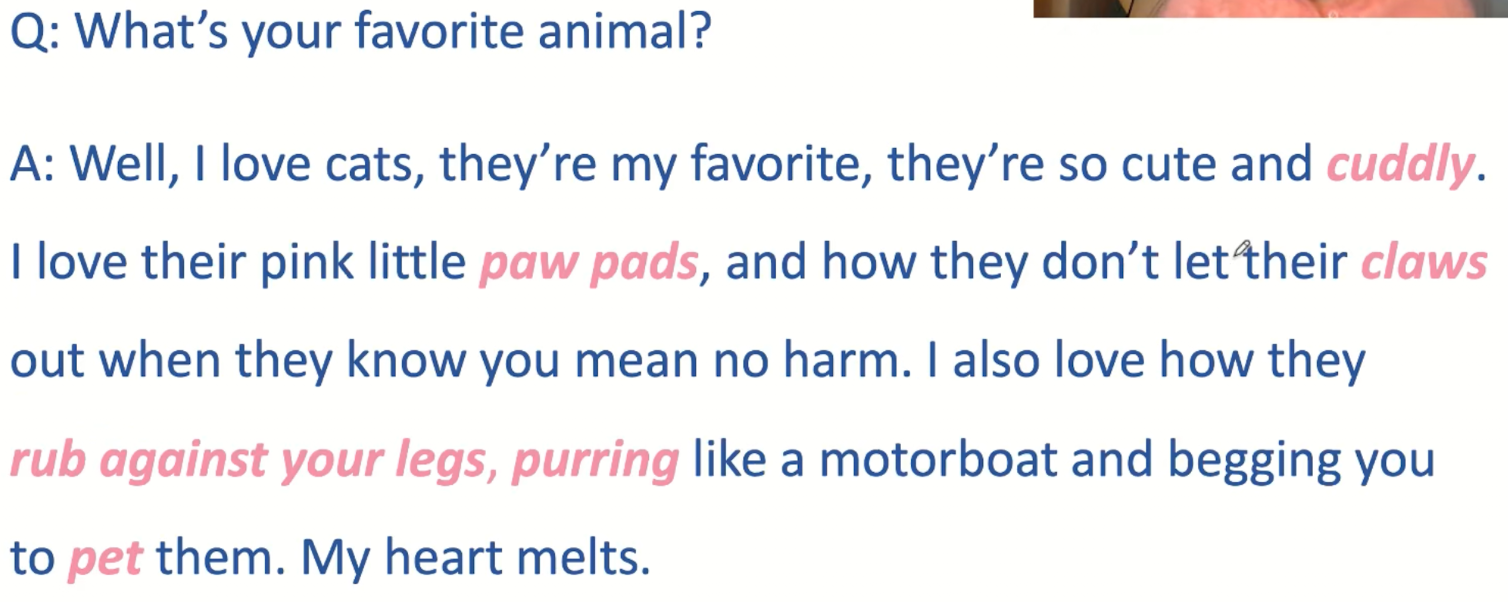 Q: What’s your favorite animal?
A: Well, I love cats, they’re my favorite, they’re so cute and cuddly.
I love their pink little paw pads, and how they don’t let their claws
out when they know you mean no harm. I also love how they
rub against your legs, purring like a motorboat and begging you
to pet them. My heart melts.